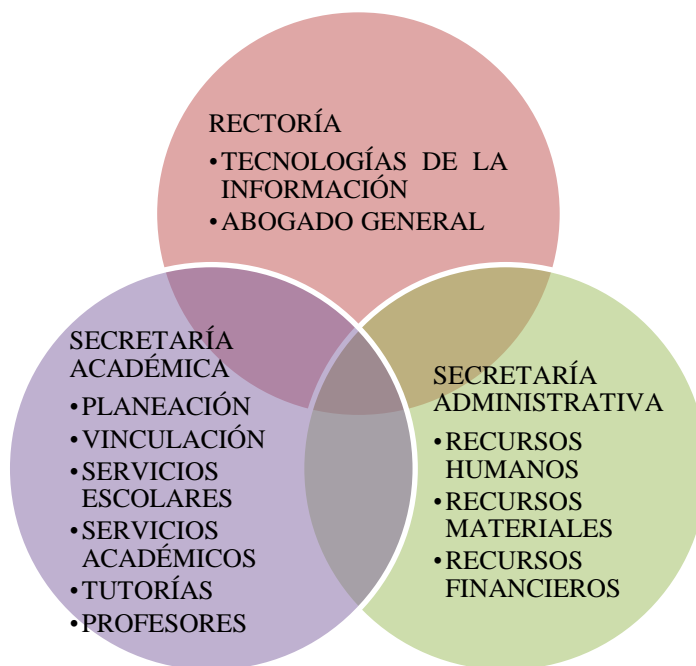 RECTORÍA
•TECNOLOGÍAS DE LA
INFORMACIÓN
•ABOGADO GENERAL
SECRETARÍA
ACADÉMICA
•PLANEACIÓN
•VINCULACIÓN
•SERVICIOS
ESCOLARES
•SERVICIOS
ACADÉMICOS
•TUTORÍAS
•PROFESORES
SECRETARÍA
ADMINISTRATIVA
•RECURSOS
HUMANOS
•RECURSOS
MATERIALES
•RECURSOS
FINANCIEROS